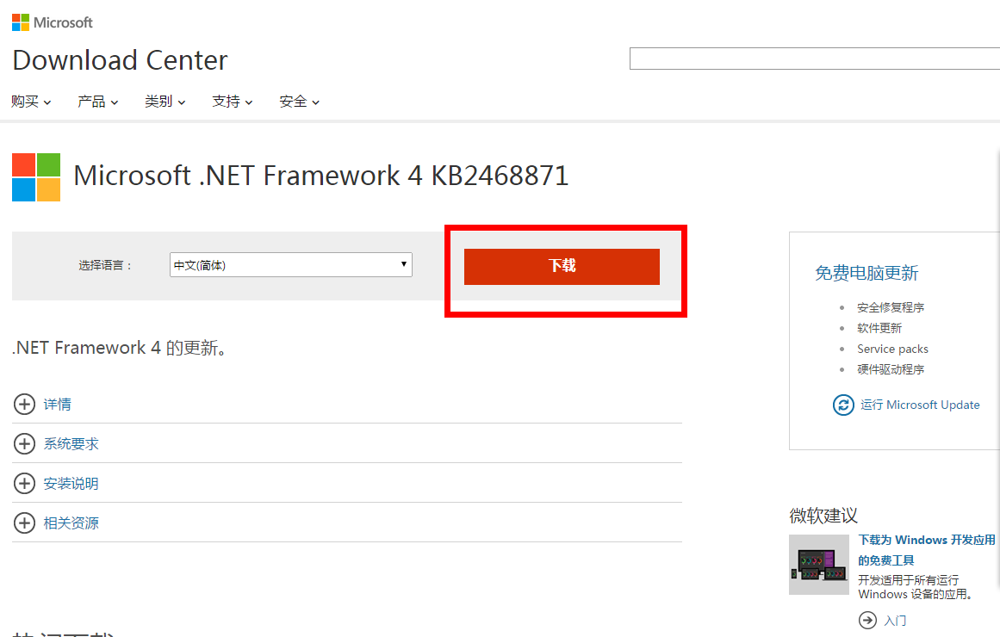 Microsoft
Download Center
购买 产品 类别 支持 安全
Microsoft .NET Framework 4 KB2468871
选择语言： 中文(简体) 下载
.NET Framework 4 的更新。
详情
系统要求
安装说明
相关资源
免费电脑更新
安全修复程序
软件更新
Service packs
硬件驱动程序
运行 Microsoft Update
微软建议
下载为 Windows 开发应用
的免费工具
开发适用于所有运行
Windows 设备的应用。
入门